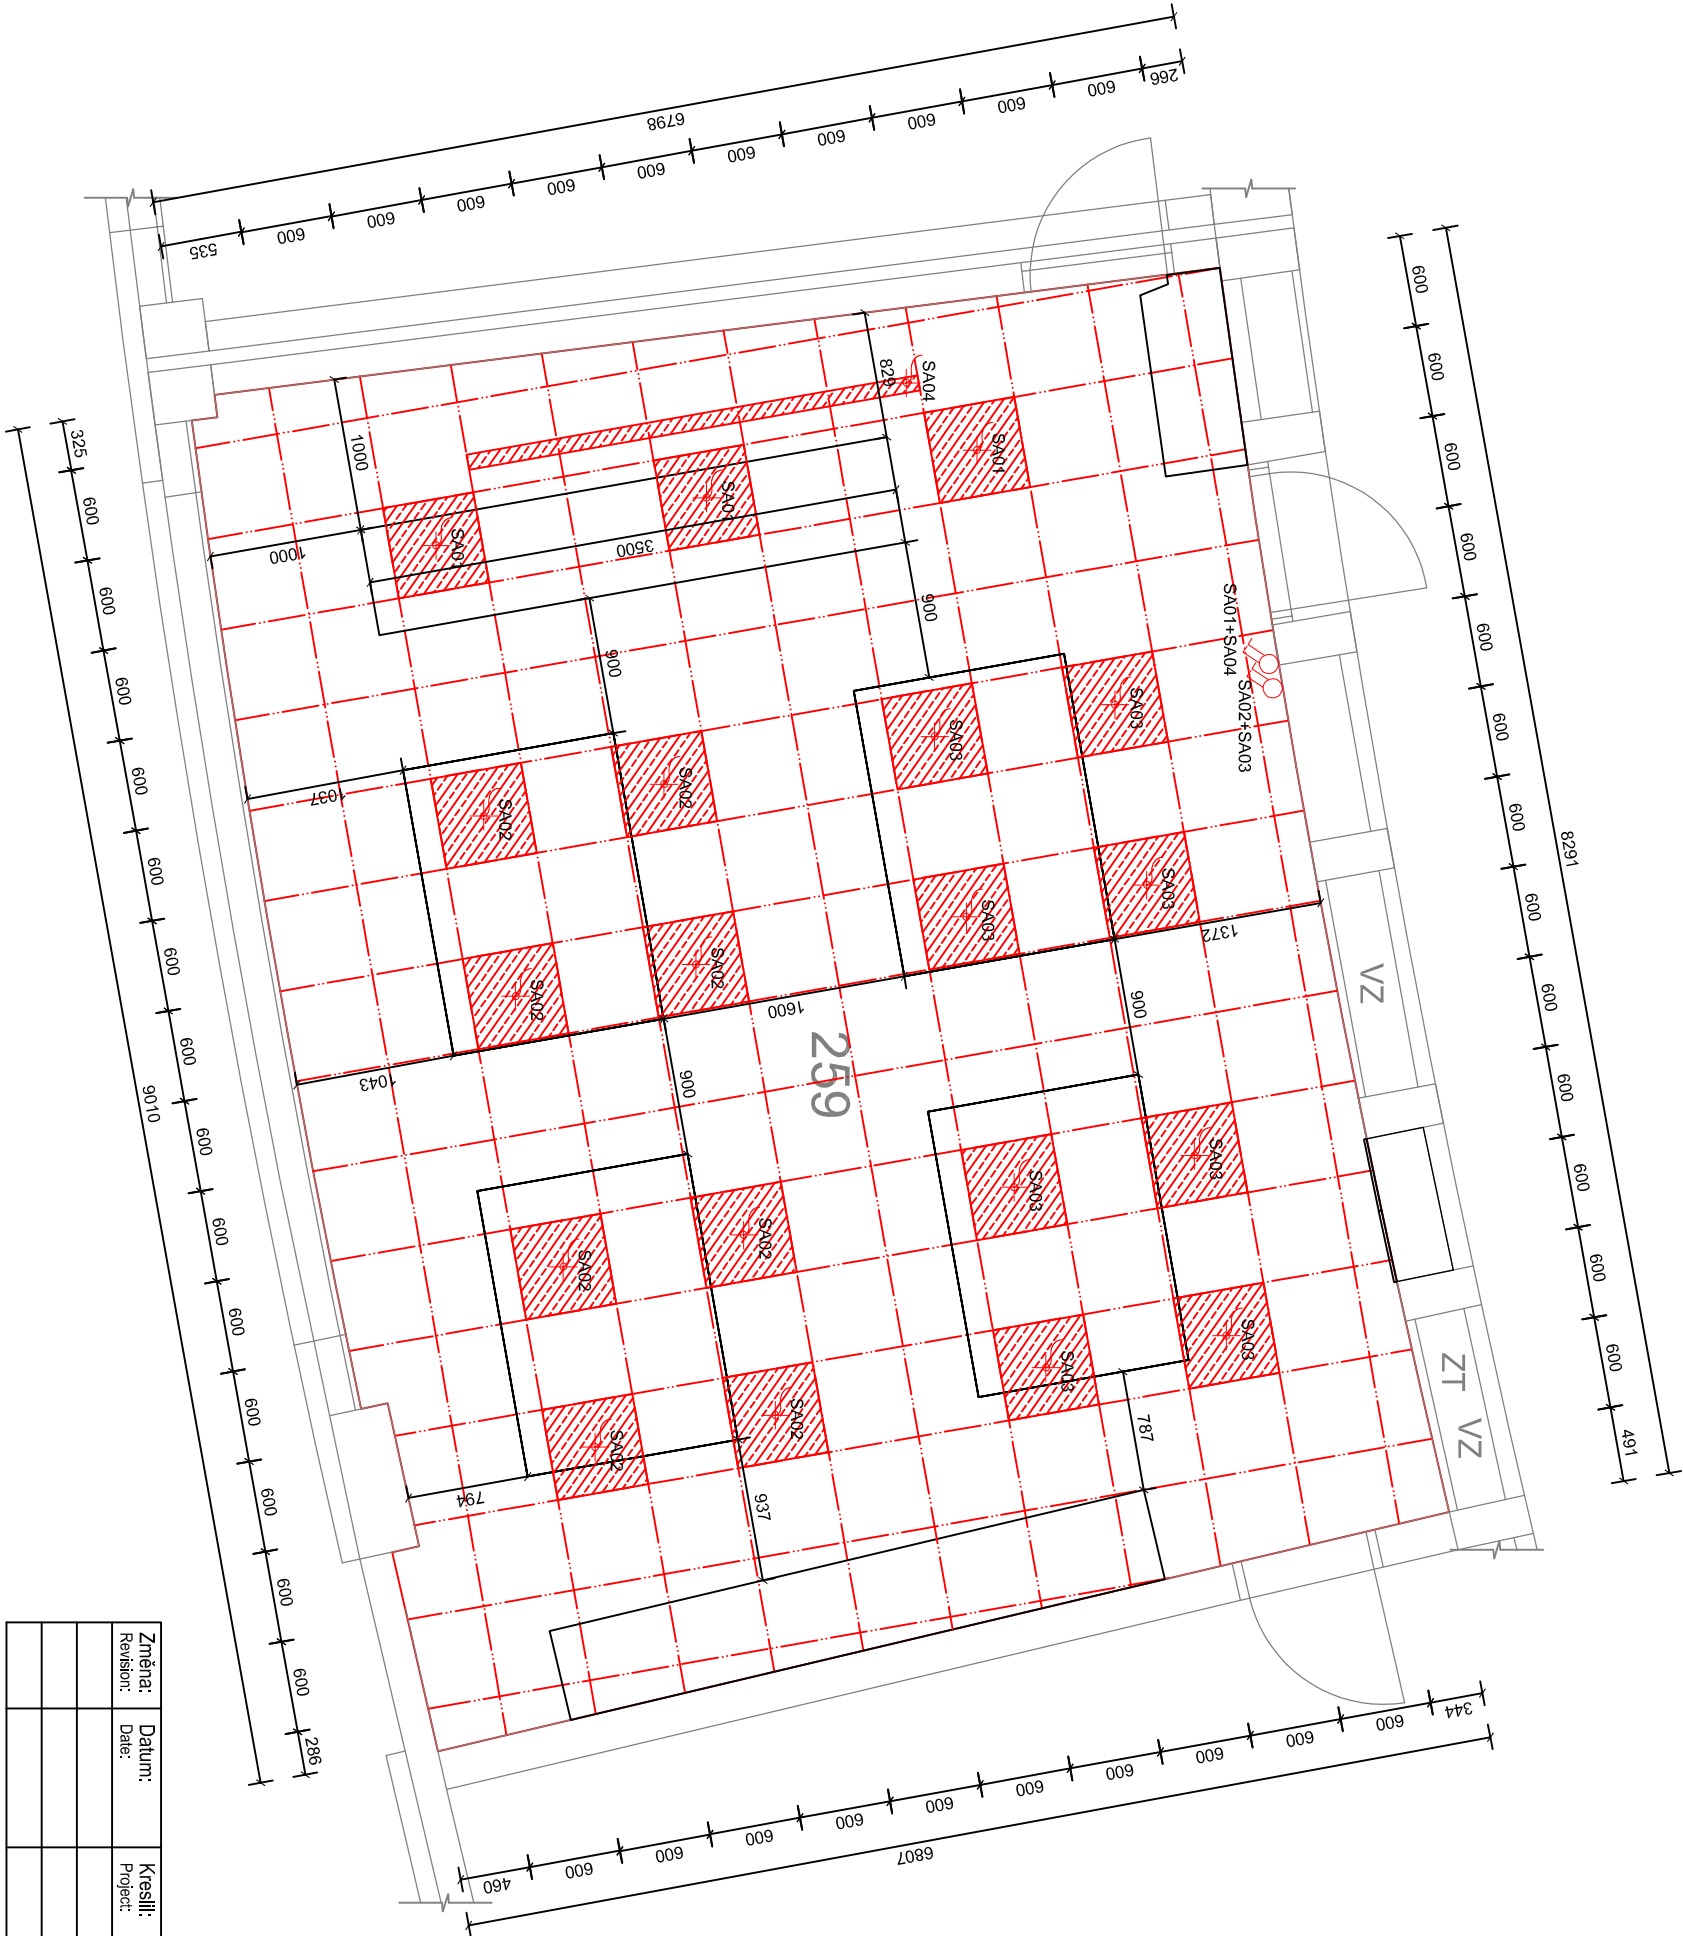 6798
266
600
600
600
600
600
600
600
600
600
600
535
600
600
600
600
600
600
600
600
600
600
600
600
600
491
8291
325
600
600
600
600
600
600
600
600
600
600
600
600
600
600
286
9010
829
SA04
1000
SA01
SA01
SA01
1000
3500
900
900
SA01+SA04
SA02+SA03
SA03
SA03
SA02
SA02
1037
SA03
SA03
SA02
SA02
1372
1600
1043
900
900
259
VZ
SA03
SA03
SA02
SA02
SA03
SA03
SA02
SA02
ZT
VZ
787
794
937
344
600
600
600
600
600
600
600
600
600
600
460
6807
Změna: Datum: Kreslil:
Revision: Date: Project: